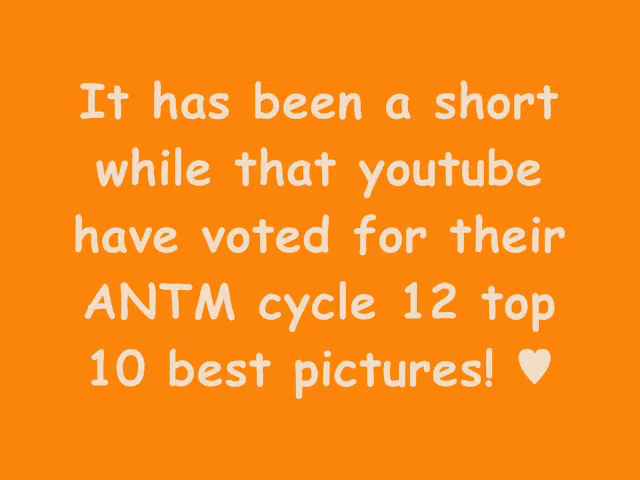 It has been a short
while that youtube
have voted for their
ANTM cycle 12 top
10 best pictures! ♥